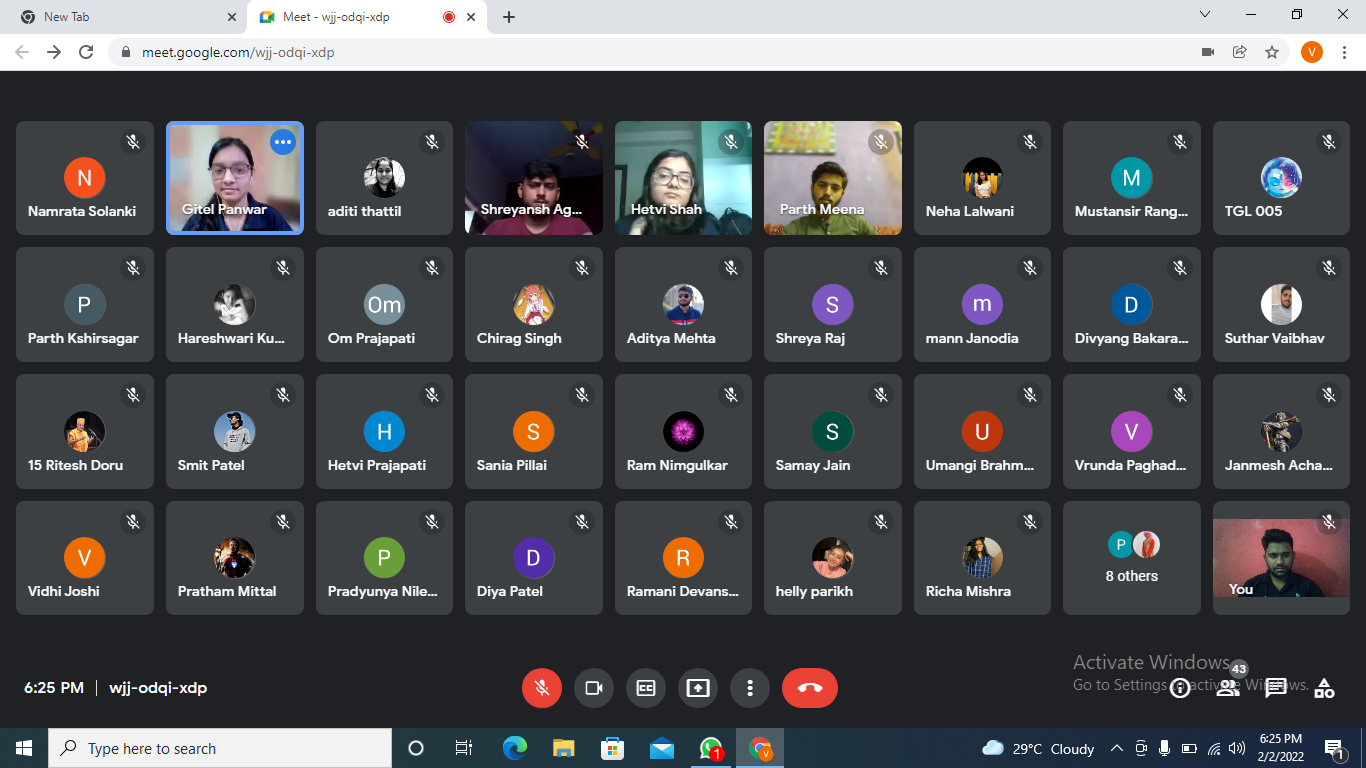 New Tab
Meet - wjj-odqi-xdp
meet.google.com/wjj-odqi-xdp
V
N
Namrata Solanki
Gitel Panwar
aditi thattil
Shreyansh Ag...
Hetvi Shah
Parth Meena
Neha Lalwani
M
Mustansir Rang...
TGL 005
P
Parth Kshirsagar
Hareshwari Ku...
Om
Om Prajapati
Chirag Singh
Aditya Mehta
S
Shreya Raj
m
mann Janodia
D
Divyang Bakara...
Suthar Vaibhav
15 Ritesh Doru
Smit Patel
H
Hetvi Prajapati
S
Sania Pillai
Ram Nimgulkar
S
Samay Jain
U
Umangi Brahm...
V
Vrunda Paghad...
Janmesh Acha...
V
Vidhi Joshi
Pratham Mittal
P
Pradyunya Nile...
D
Diya Patel
R
Ramani Devans...
helly parikh
Richa Mishra
P
8 others
You
6:25 PM | wjj-odqi-xdp
CC
43
Activate Windows
Go to Settings to activate Windows.
Type here to search
1
V
29°C Cloudy
6:25 PM
2/2/2022
1